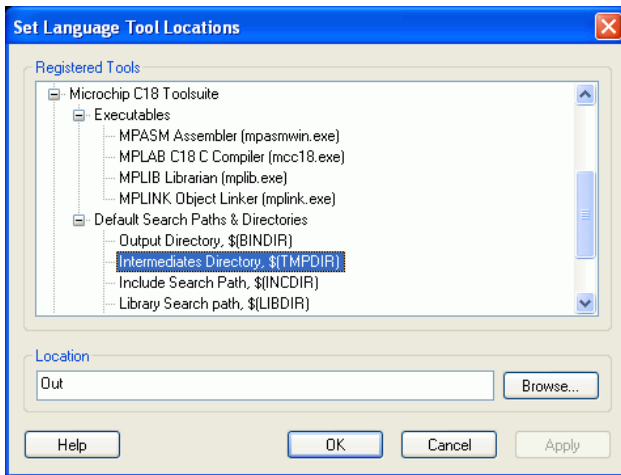 Set Language Tool Locations
Registered Tools
Microchip C18 Toolsuite
Executables
MPASM Assembler (mpasmwin.exe)
MPLAB C18 C Compiler (mcc18.exe)
MPLIB Librarian (mplib.exe)
MPLINK Object Linker (mplink.exe)
Default Search Paths & Directories
Output Directory, $(BINDIR)
Intermediates Directory, $(TMPDIR)
Include Search Path, $(INCDIR)
Library Search path, $(LIBDIR)
Location
Out
Browse...
Help OK Cancel Apply